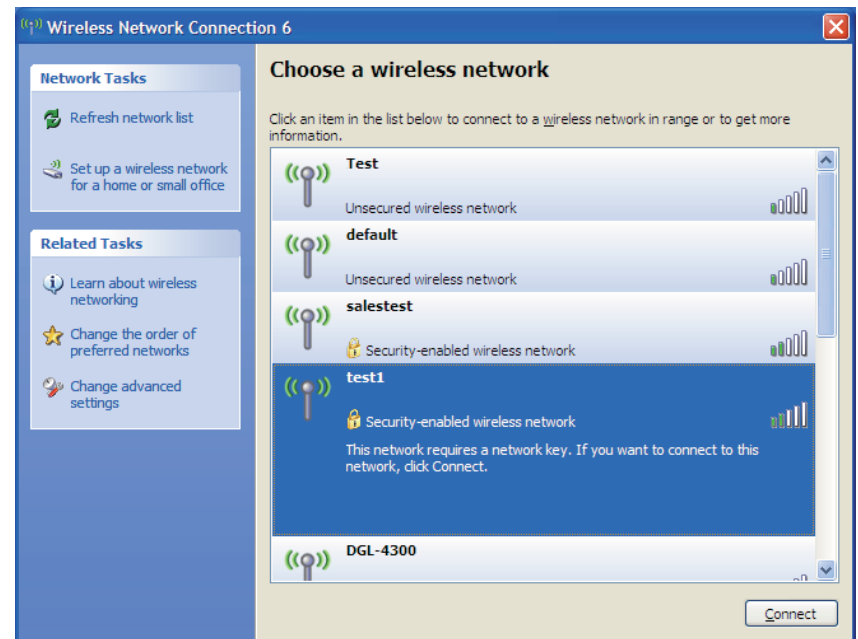 Wireless Network Connection 6
Network Tasks
Refresh network list
Set up a wireless network
for a home or small office
Related Tasks
Learn about wireless
networking
Change the order of
preferred networks
Change advanced
settings
Choose a wireless network
Click an item in the list below to connect to a wireless network in range or to get more
information.
Test
Unsecured wireless network
default
Unsecured wireless network
salestest
Security-enabled wireless network
test1
Security-enabled wireless network
This network requires a network key. If you want to connect to this
network, click Connect.
DGL-4300
Connect